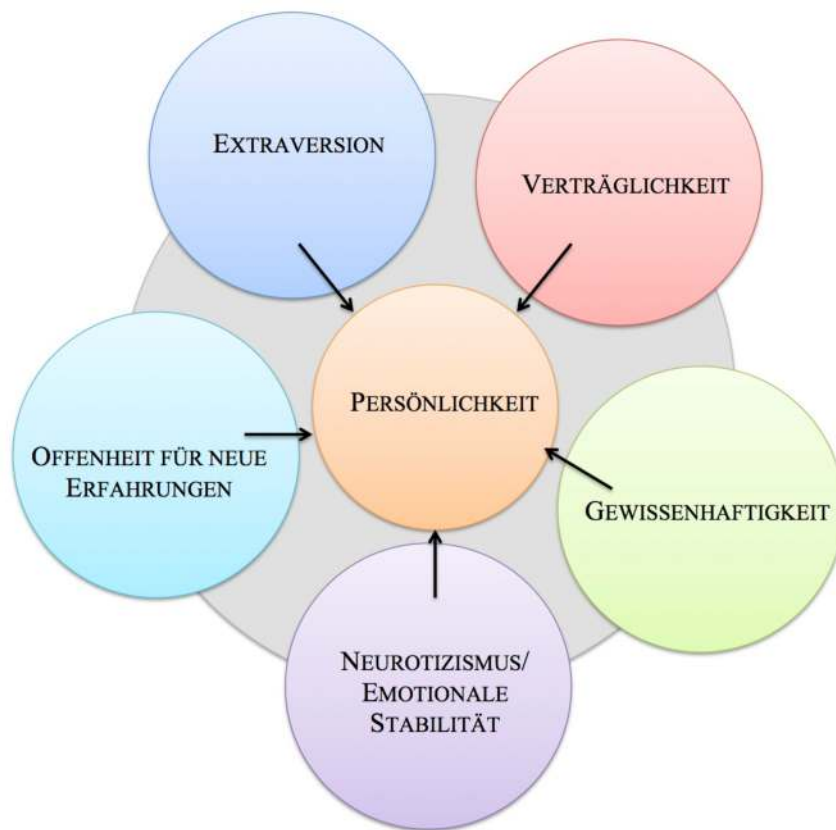 EXTRAVERSION
VERTRÄGLICHKEIT
PERSÖNLICHKEIT
OFFENHEIT FÜR NEUE
ERFAHRUNGEN
GEWISSENHAFTIGKEIT
NEUROTIZISMUS/
EMOTIONALE
STABILITÄT